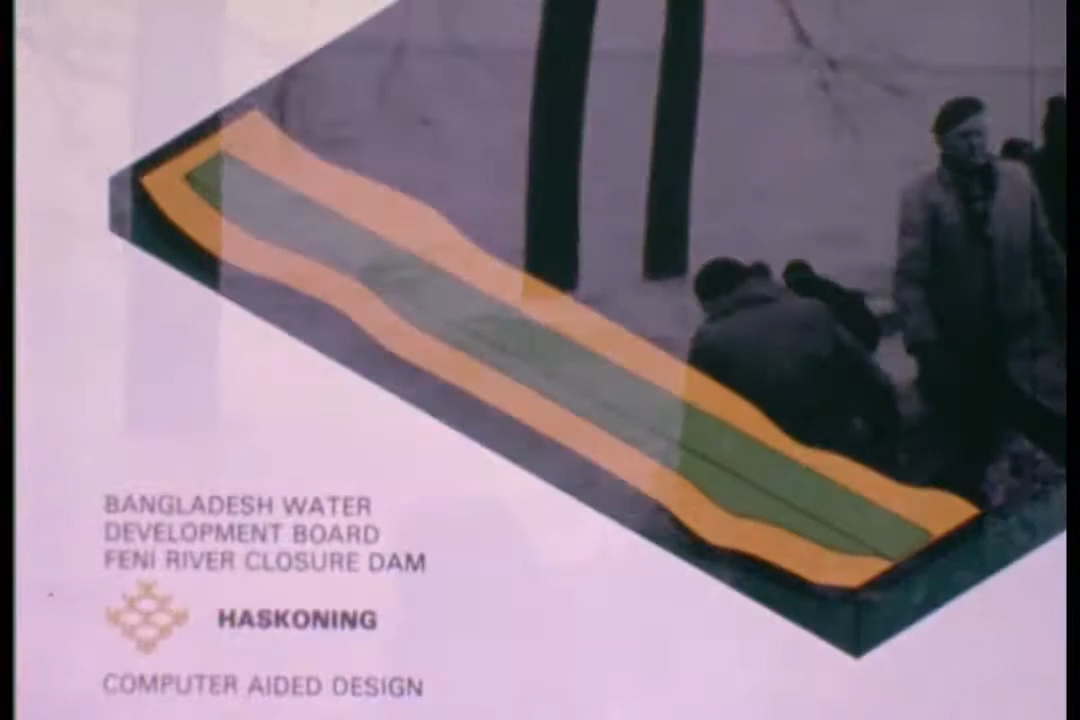 BANGLADESH WATER
DEVELOPMENT BOARD
FENI RIVER CLOSURE DAM
HASKONING
COMPUTER AIDED DESIGN